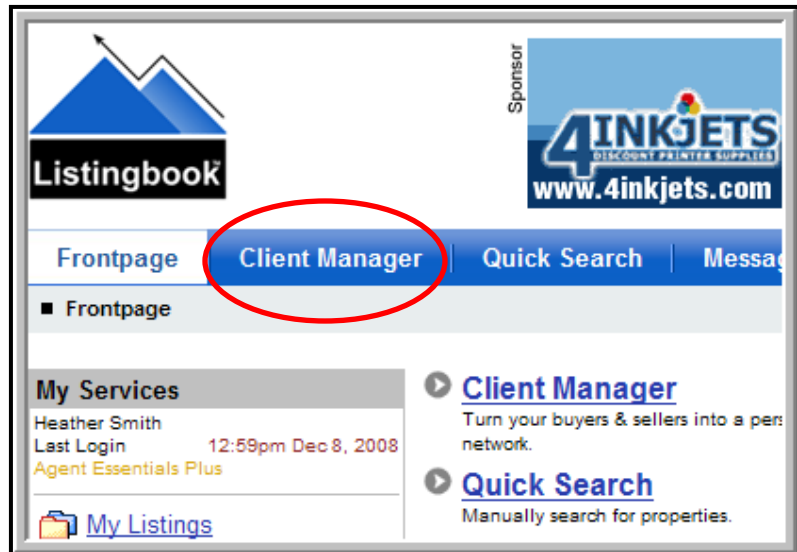 Listingbook™
Sponsor
4INKJETS
DISCOUNT PRINTER SUPPLIES
www.4inkjets.com
Frontpage
Client Manager
Quick Search
Messag
■ Frontpage
My Services
Heather Smith
Last Login 12:59pm Dec 8, 2008
Agent Essentials Plus
My Listings
Client Manager
Turn your buyers & sellers into a pers
network.
Quick Search
Manually search for properties.